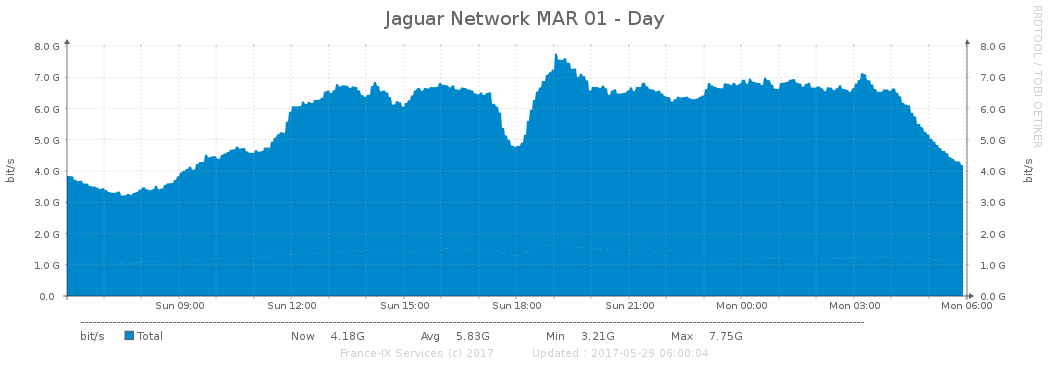 Jaguar Network MAR 01 - Day
RRDTOOL / TOBI OETIKER
bit/s
8.0 G 8.0 G
7.0 G 7.0 G
6.0 G 6.0 G
5.0 G 5.0 G
4.0 G 4.0 G
3.0 G 3.0 G
2.0 G 2.0 G
1.0 G 1.0 G
0.0 0.0 G
bit/s
Sun 09:00 Sun 12:00 Sun 15:00 Sun 18:00 Sun 21:00 Mon 00:00 Mon 03:00 Mon 06:00
bit/s Total Now 4.18G Avg 5.83G Min 3.21G Max 7.75G
France-IX Services (c) 2017 Updated : 2017-05-29 06:00:04